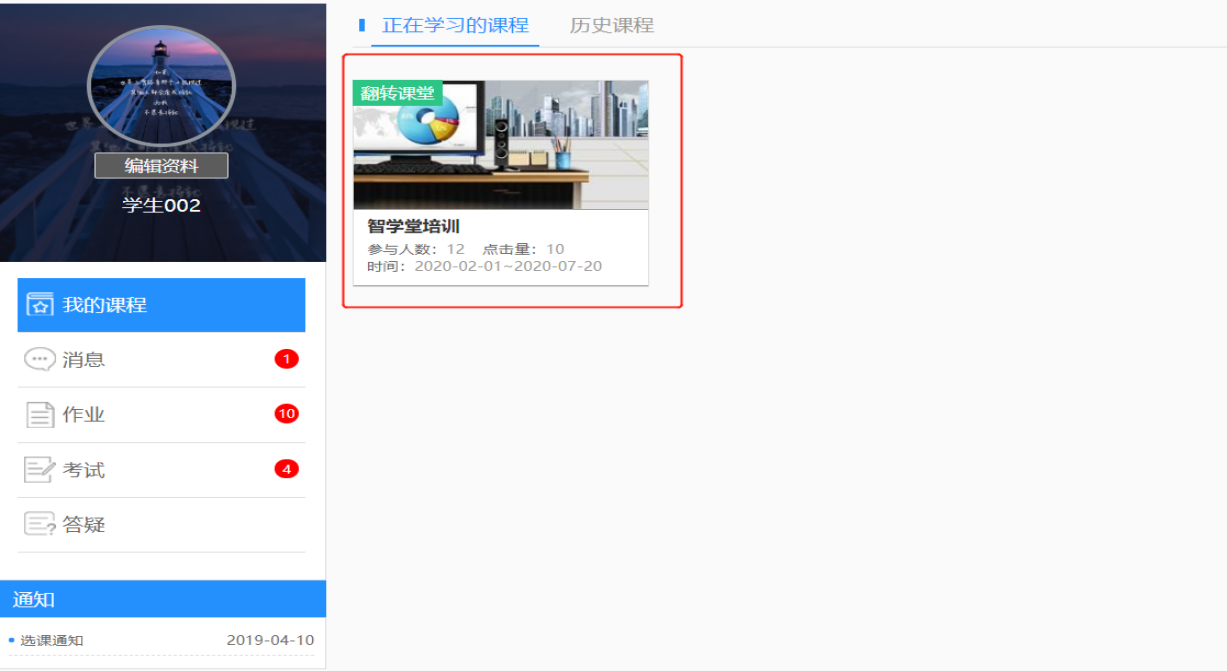 编辑资料
学生002
我的课程
消息 1
作业 10
考试 4
答疑
通知
选课通知 2019-04-10
正在学习的课程 历史课程
翻转课堂
智学堂培训
参与人数：12 点击量：10
时间：2020-02-01~2020-07-20